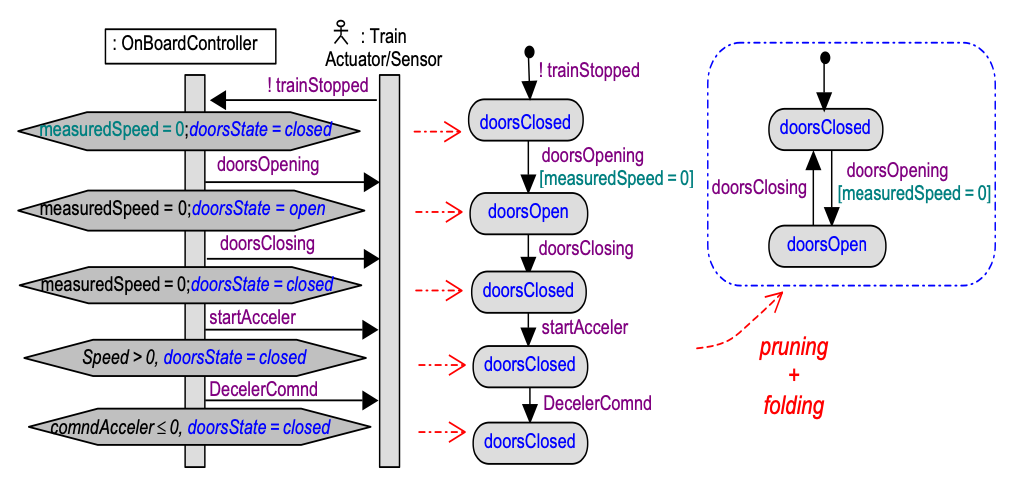 : OnBoardController
: Train
Actuator/Sensor
! trainStopped
measuredSpeed = 0;doorsState = closed
doorsOpening
measuredSpeed = 0;doorsState = open
doorsClosing
measuredSpeed = 0;doorsState = closed
startAcceler
Speed > 0, doorsState = closed
DecelerComnd
comndAcceler ≤ 0, doorsState = closed
! trainStopped
doorsClosed
doorsOpening
[measuredSpeed = 0]
doorsOpen
doorsClosing
doorsClosed
startAcceler
doorsClosed
DecelerComnd
doorsClosed
doorsClosed
doorsOpening
doorsClosing
[measuredSpeed = 0]
doorsOpen
pruning
+
folding